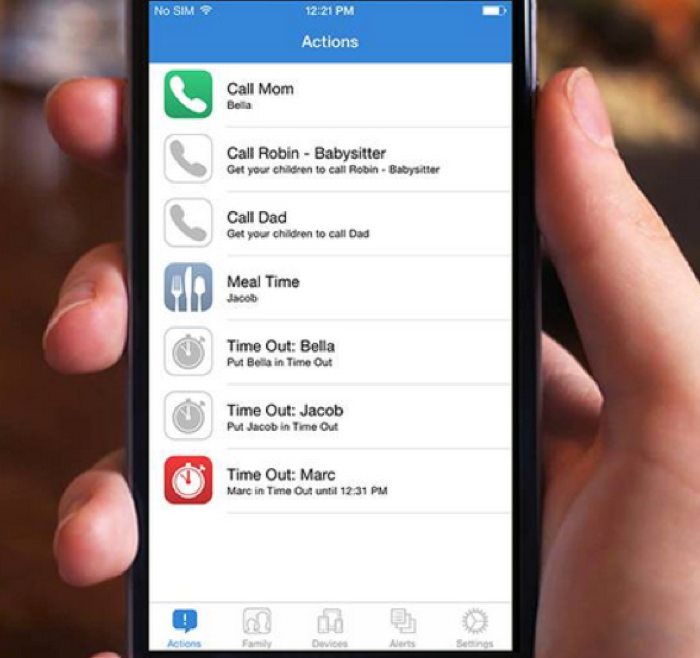 No SIM 12:21 PM
Actions
Call Mom
Bella
Call Robin - Babysitter
Get your children to call Robin - Babysitter
Call Dad
Get your children to call Dad
Meal Time
Jacob
Time Out: Bella
Put Bella in Time Out
Time Out: Jacob
Put Jacob in Time Out
Time Out: Marc
Marc in Time Out until 12:31 PM
Actions Family Devices Alerts Settings